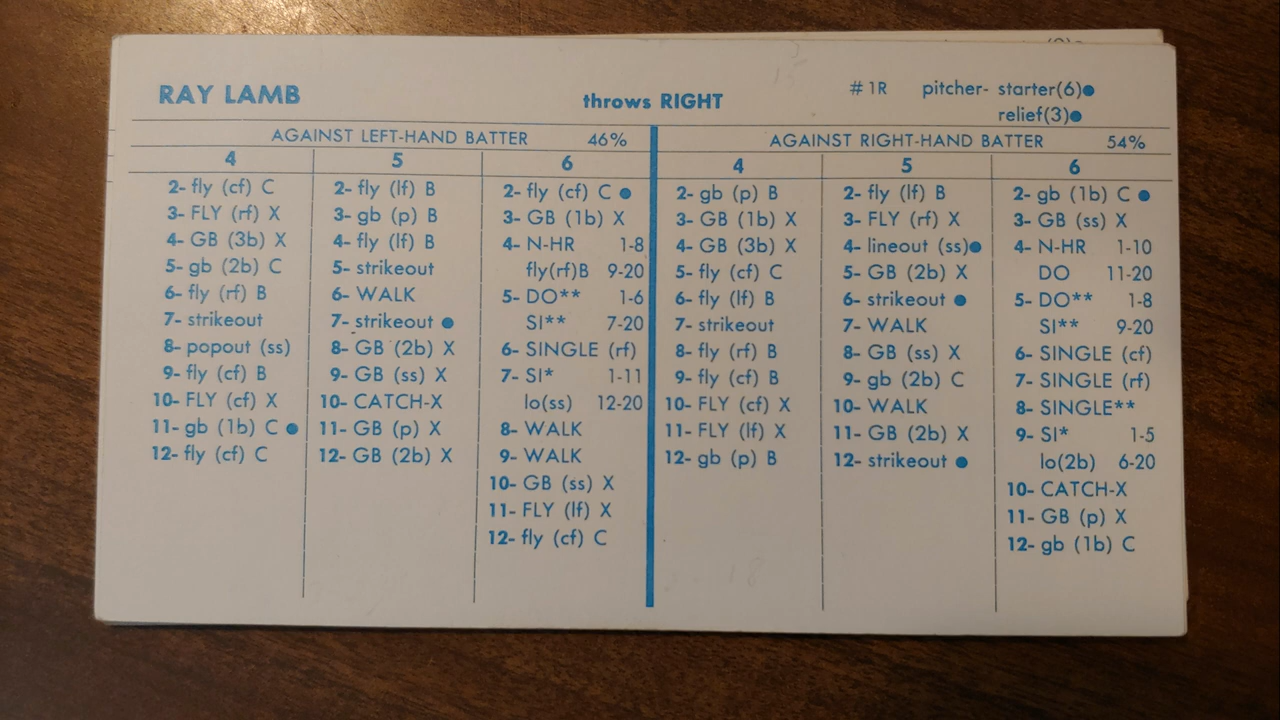 RAY LAMB throws RIGHT #1R pitcher- starter(6)●
relief(3)●
AGAINST LEFT-HAND BATTER 46%
4
2- fly (cf) C
3- FLY (rf) X
4- GB (3b) X
5- gb (2b) C
6- fly (rf) B
7- strikeout
8- popout (ss)
9- fly (cf) B
10- FLY (cf) X
11- gb (1b) C ●
12- fly (cf) C
5
2- fly (lf) B
3- gb (p) B
4- fly (lf) B
5- strikeout
6- WALK
7- strikeout ●
8- GB (2b) X
9- GB (ss) X
10- CATCH-X
11- GB (p) X
12- GB (2b) X
6
2- fly (cf) C ●
3- GB (1b) X
4- N-HR 1-8
fly(rf)B 9-20
5- DO** 1-6
SI** 7-20
6- SINGLE (rf)
7- SI* 1-11
lo(ss) 12-20
8- WALK
9- WALK
10- GB (ss) X
11- FLY (lf) X
12- fly (cf) C
AGAINST RIGHT-HAND BATTER 54%
4
2- gb (p) B
3- GB (1b) X
4- GB (3b) X
5- fly (cf) C
6- fly (lf) B
7- strikeout
8- fly (rf) B
9- fly (cf) B
10- FLY (cf) X
11- FLY (lf) X
12- gb (p) B
5
2- fly (lf) B
3- FLY (rf) X
4- lineout (ss)●
5- GB (2b) X
6- strikeout ●
7- WALK
8- GB (ss) X
9- gb (2b) C
10- WALK
11- GB (2b) X
12- strikeout ●
6
2- gb (1b) C ●
3- GB (ss) X
4- N-HR 1-10
DO 11-20
5- DO** 1-8
SI** 9-20
6- SINGLE (cf)
7- SINGLE (rf)
8- SINGLE**
9- SI* 1-5
lo(2b) 6-20
10- CATCH-X
11- GB (p) X
12- gb (1b) C